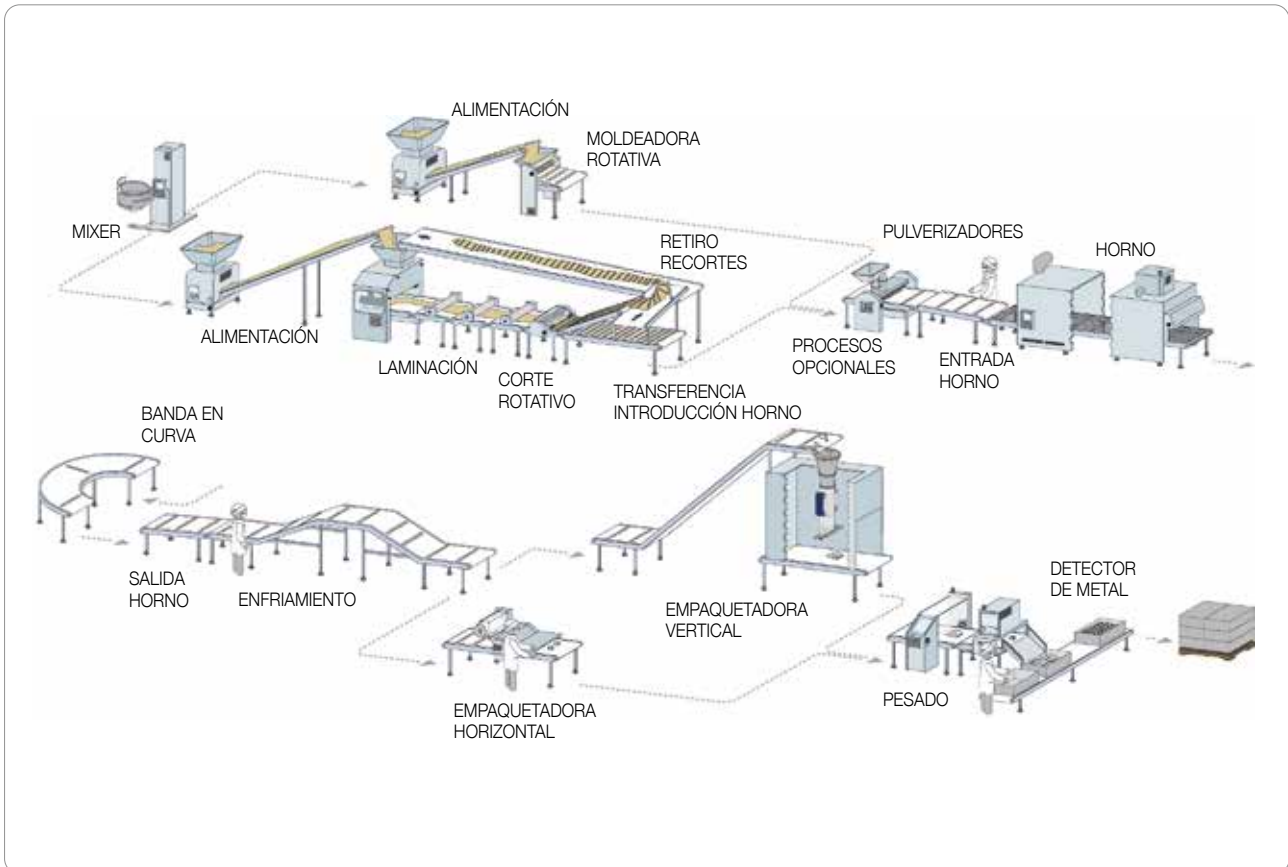 ALIMENTACIÓN
MOLDEADORA
ROTATIVA
MIXER
RETIRO
RECORTES
PULVERIZADORES
HORNO
ALIMENTACIÓN
LAMINACIÓN
CORTE
ROTATIVO
TRANSFERENCIA
INTRODUCCIÓN HORNO
PROCESOS
OPCIONALES
ENTRADA
HORNO
BANDA EN
CURVA
SALIDA
HORNO
ENFRIAMIENTO
EMPAQUETADORA
VERTICAL
DETECTOR
DE METAL
EMPAQUETADORA
HORIZONTAL
PESADO